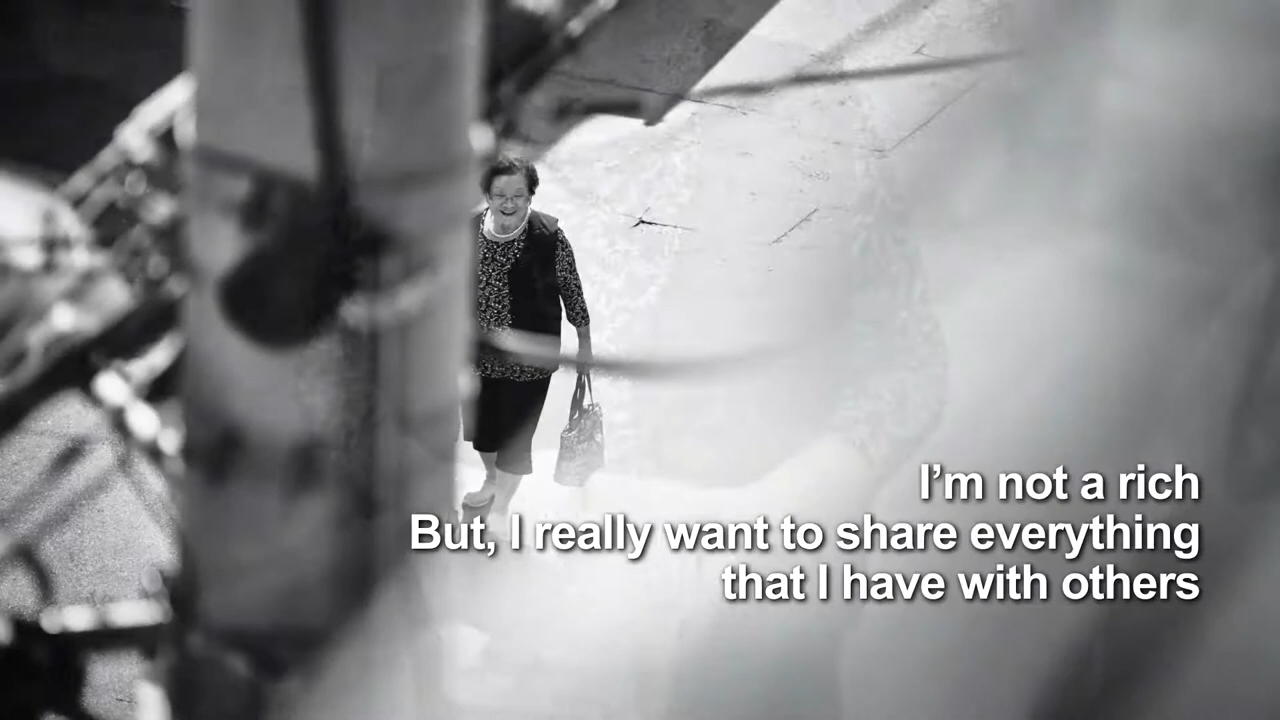 I’m not a rich
But, I really want to share everything
that I have with others